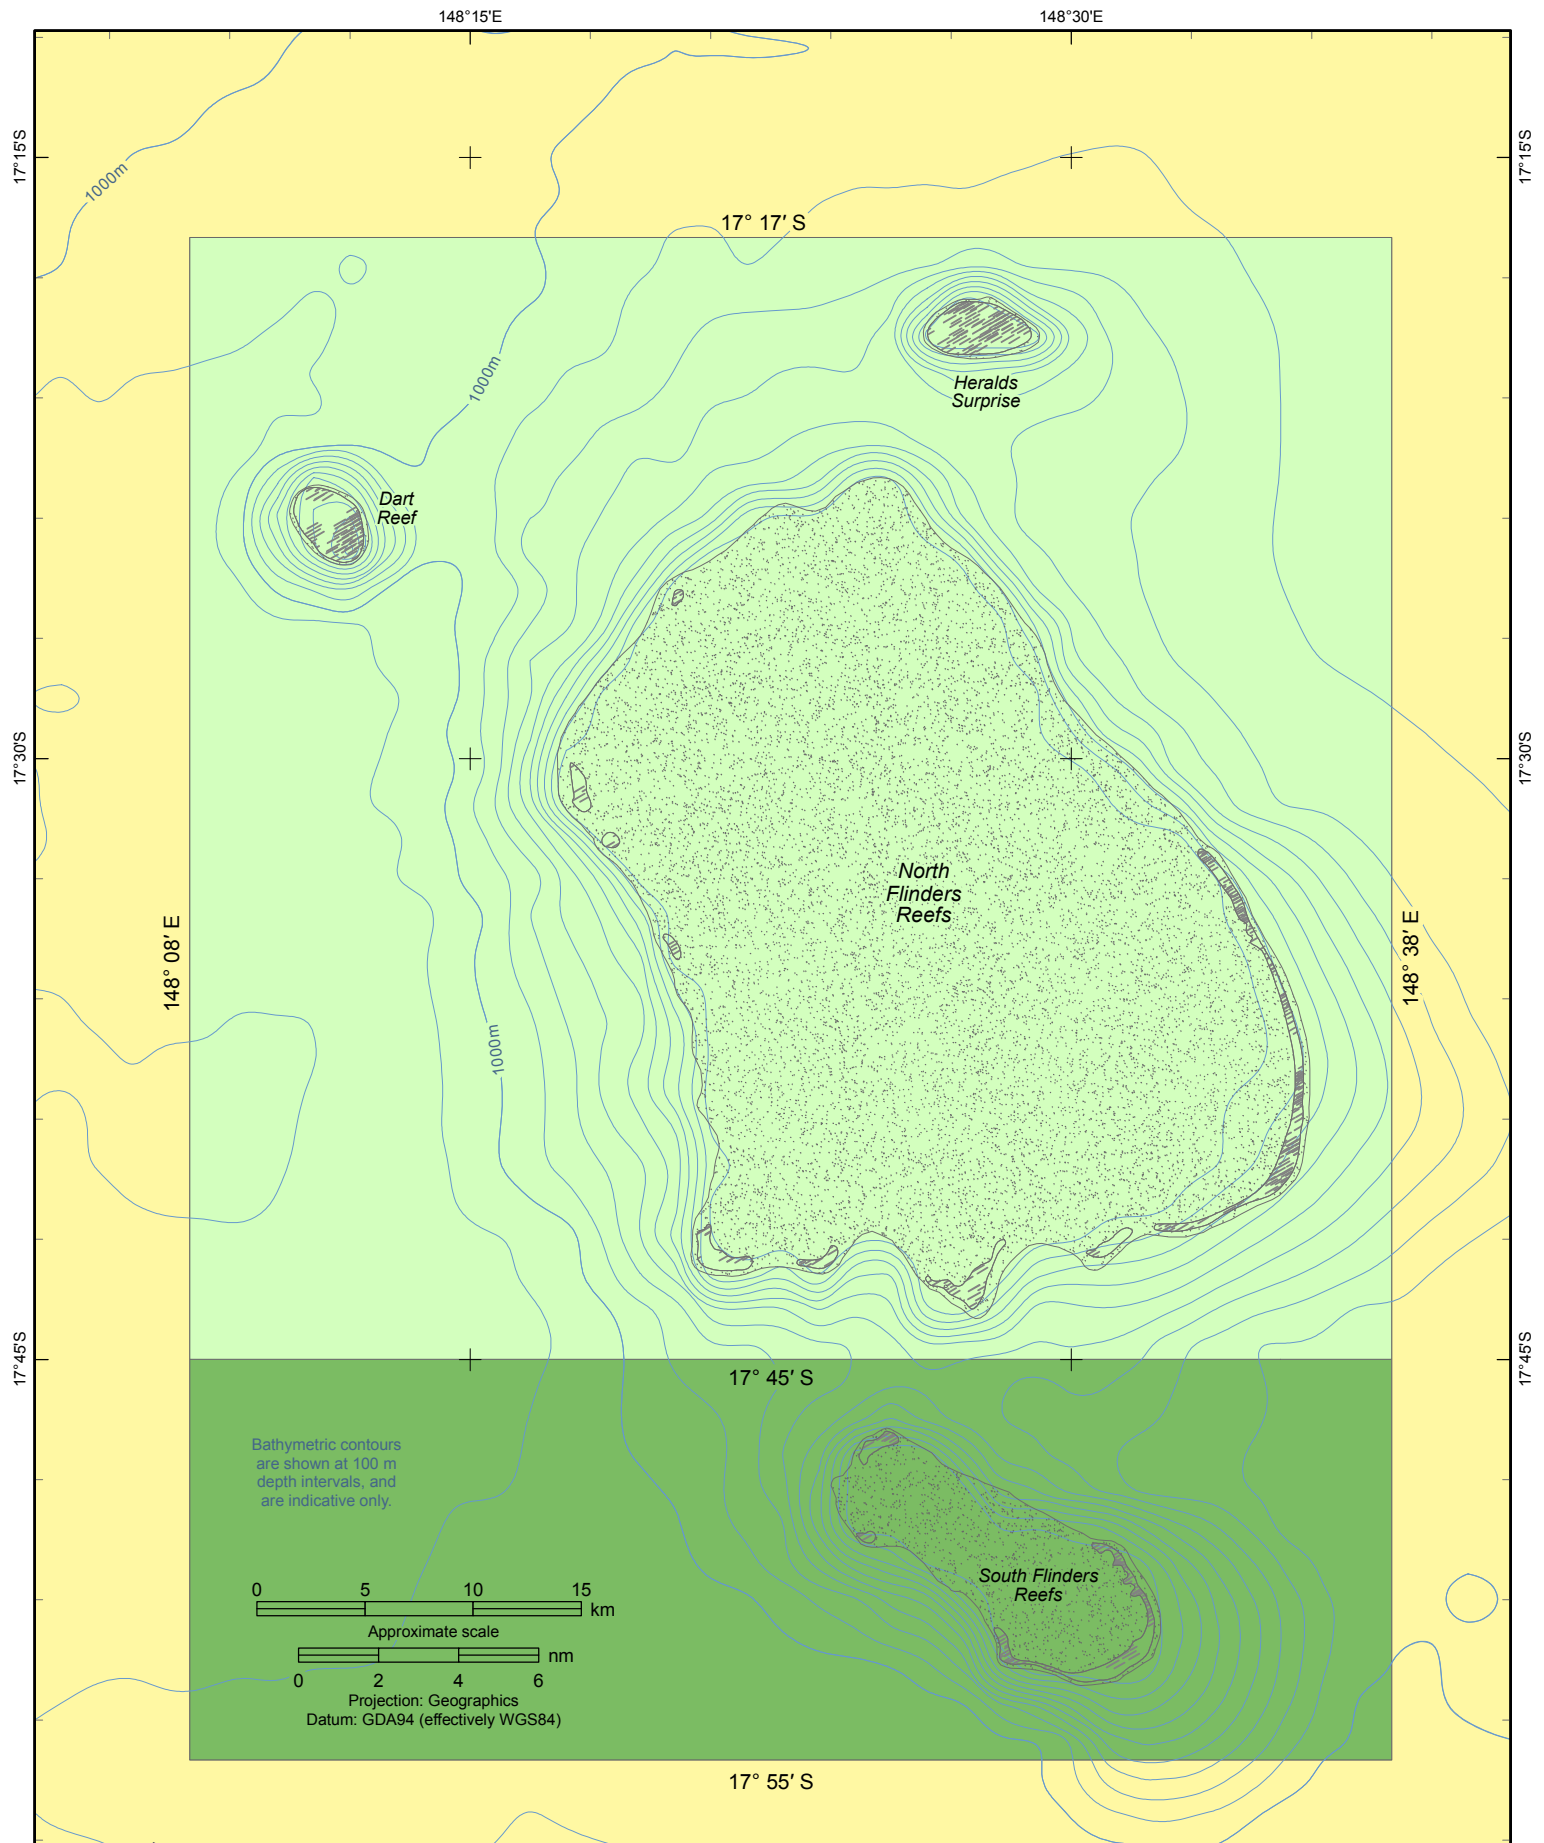 148°15'E
148°30'E
17°15'S
17°15'S
1000m
17° 17′ S
1000m
Heralds
Surprise
Dart
Reef
17°30'S
17°30'S
North
Flinders
Reefs
148° 08′ E
148° 38′ E
1000m
17°45'S
17°45'S
17° 45′ S
Bathymetric contours
are shown at 100 m
depth intervals, and
are indicative only.
South Flinders
Reefs
0 5 10 15
km
Approximate scale
nm
0 2 4 6
Projection: Geographics
Datum: GDA94 (effectively WGS84)
17° 55′ S